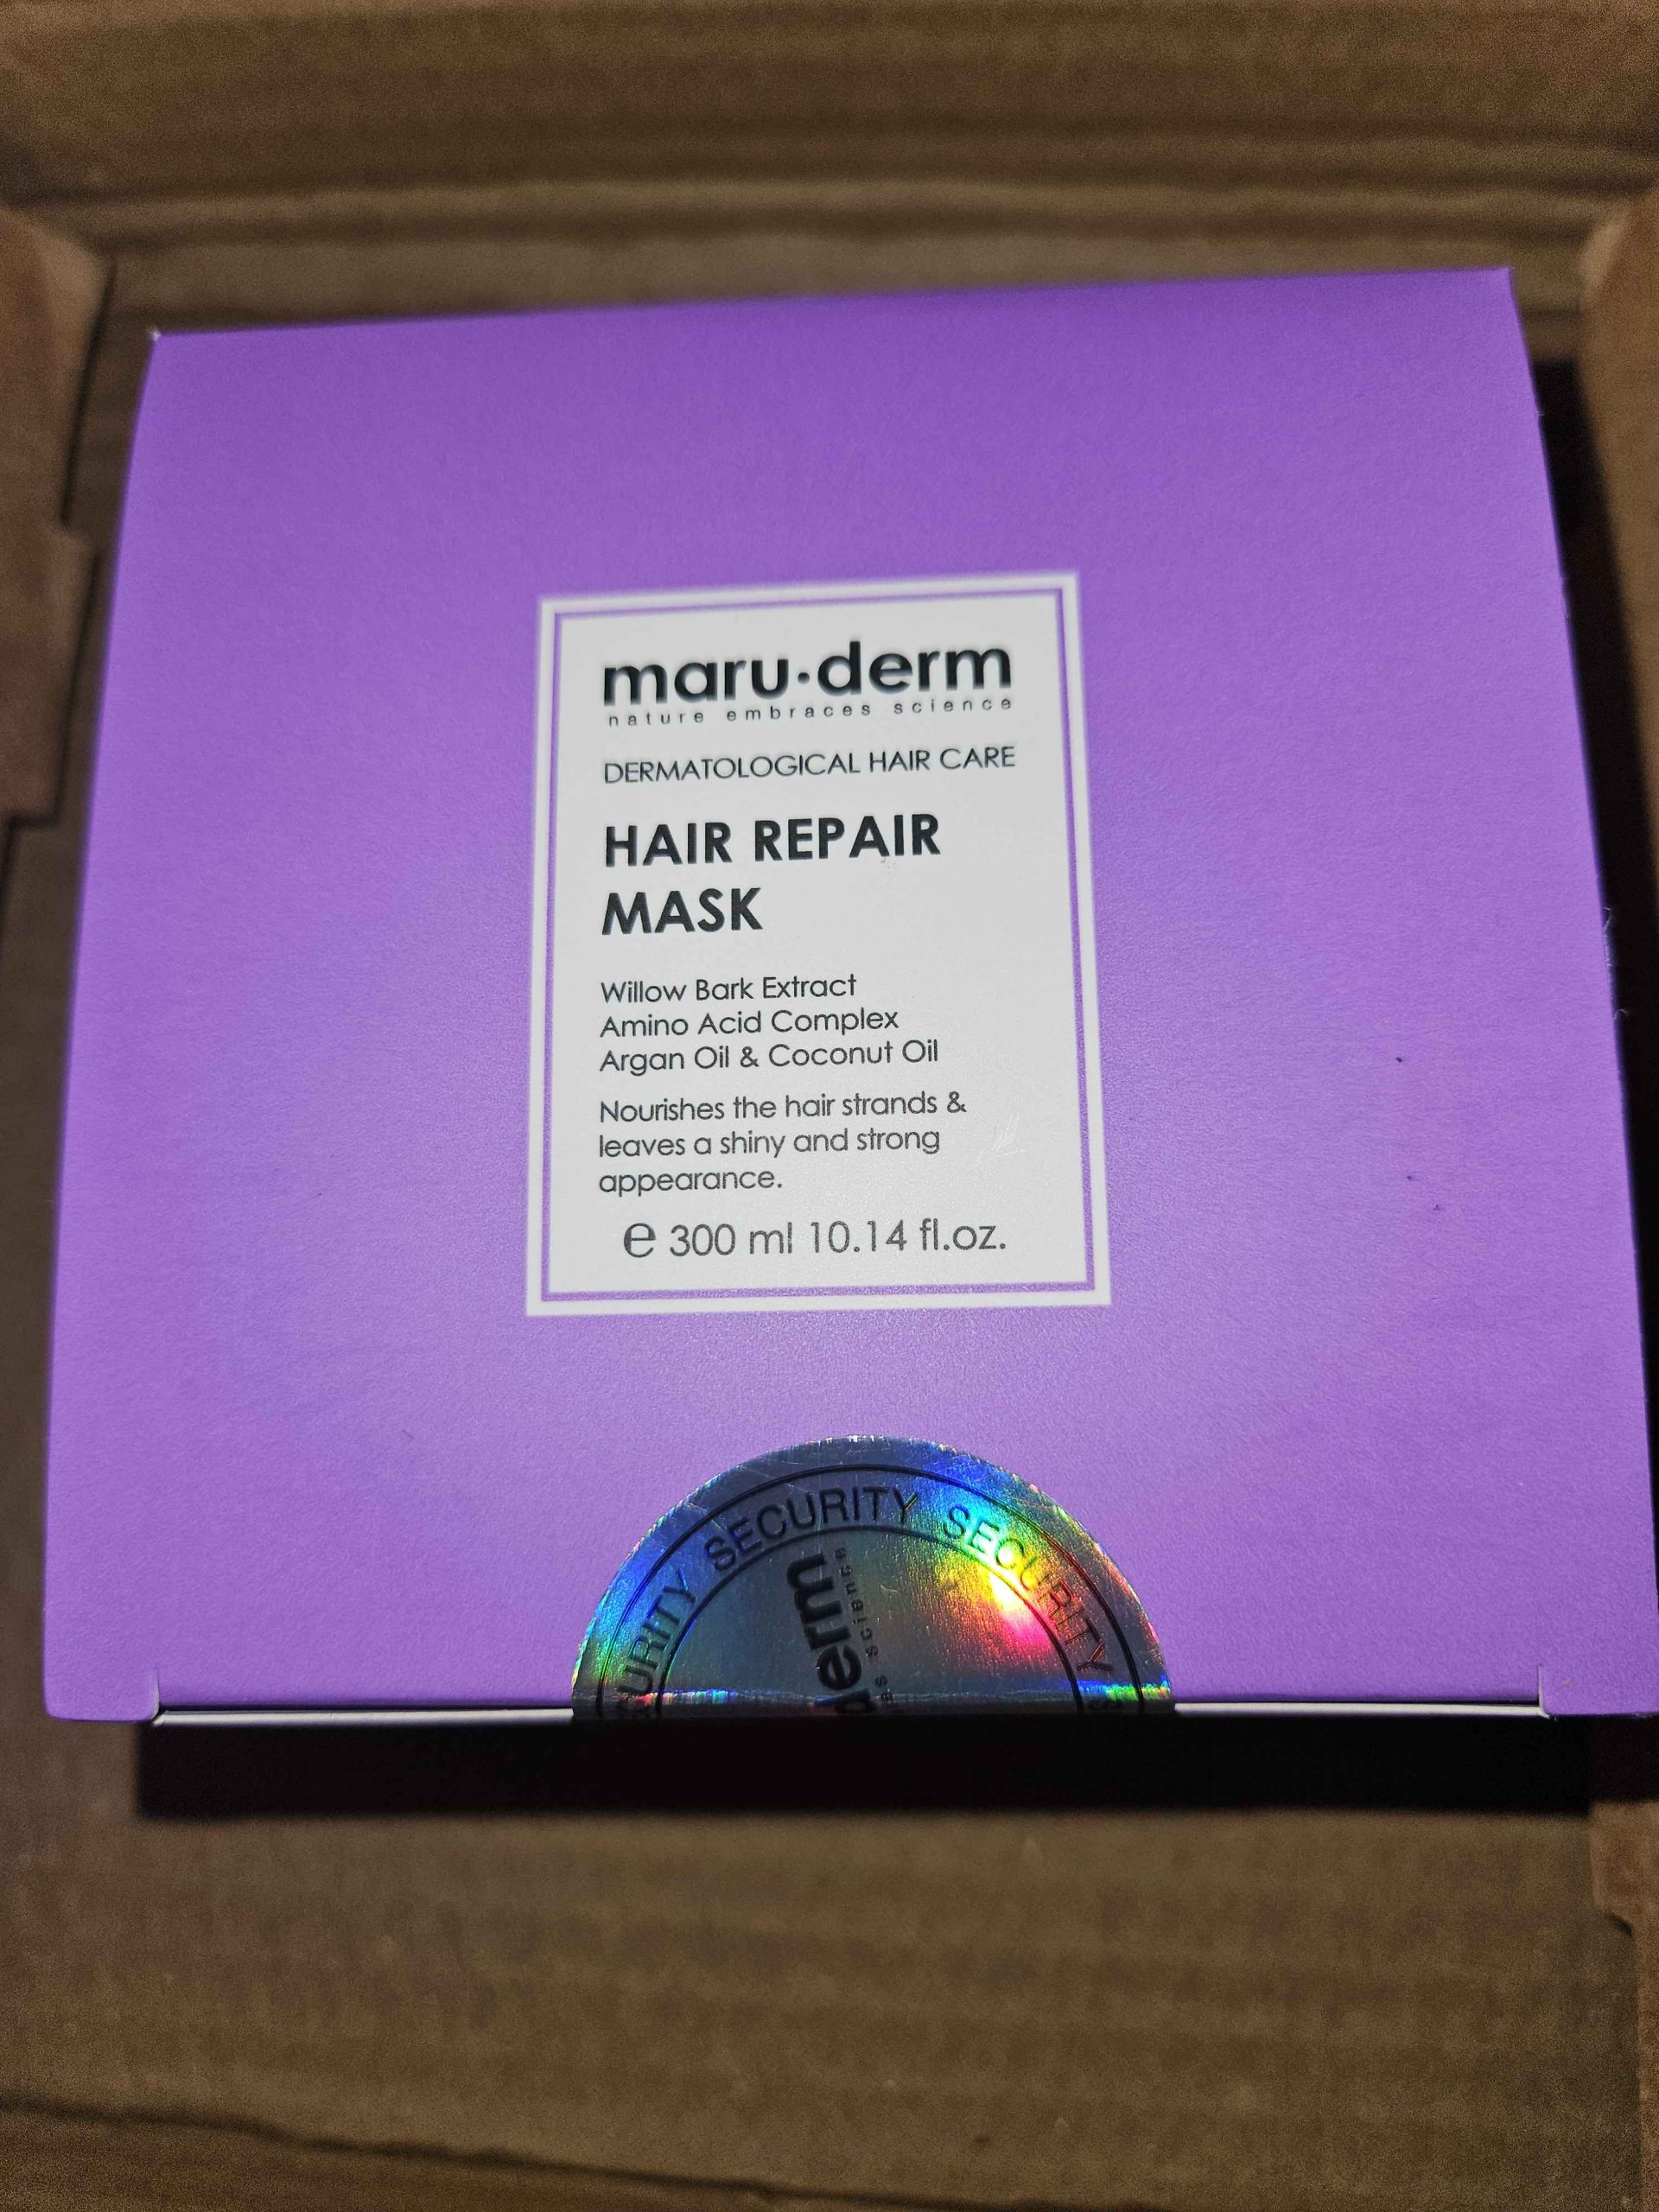 maru·derm
nature embraces science
DERMATOLOGICAL HAIR CARE
HAIR REPAIR
MASK
Willow Bark Extract
Amino Acid Complex
Argan Oil & Coconut Oil
Nourishes the hair strands &
leaves a shiny and strong
appearance.
℮ 300 ml 10.14 fl.oz.
SECURITY SECURITY
derm
science